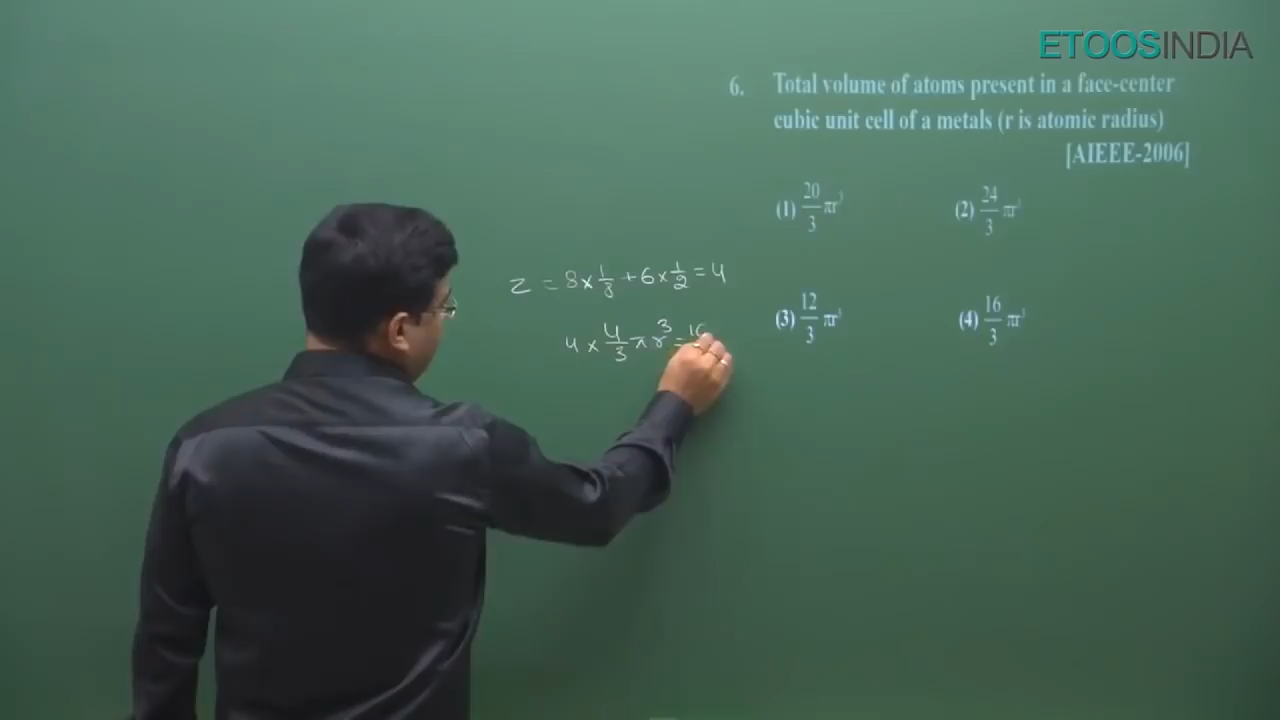 ETOOSINDIA
6. Total volume of atoms present in a face-center
cubic unit cell of a metals (r is atomic radius)
[AIEEE-2006]
(1) 20/3 πr³ (2) 24/3 πr³
(3) 12/3 πr³ (4) 16/3 πr³
z = 8 × 1/8 + 6 × 1/2 = 4
4 × 4/3 π r³ = 16